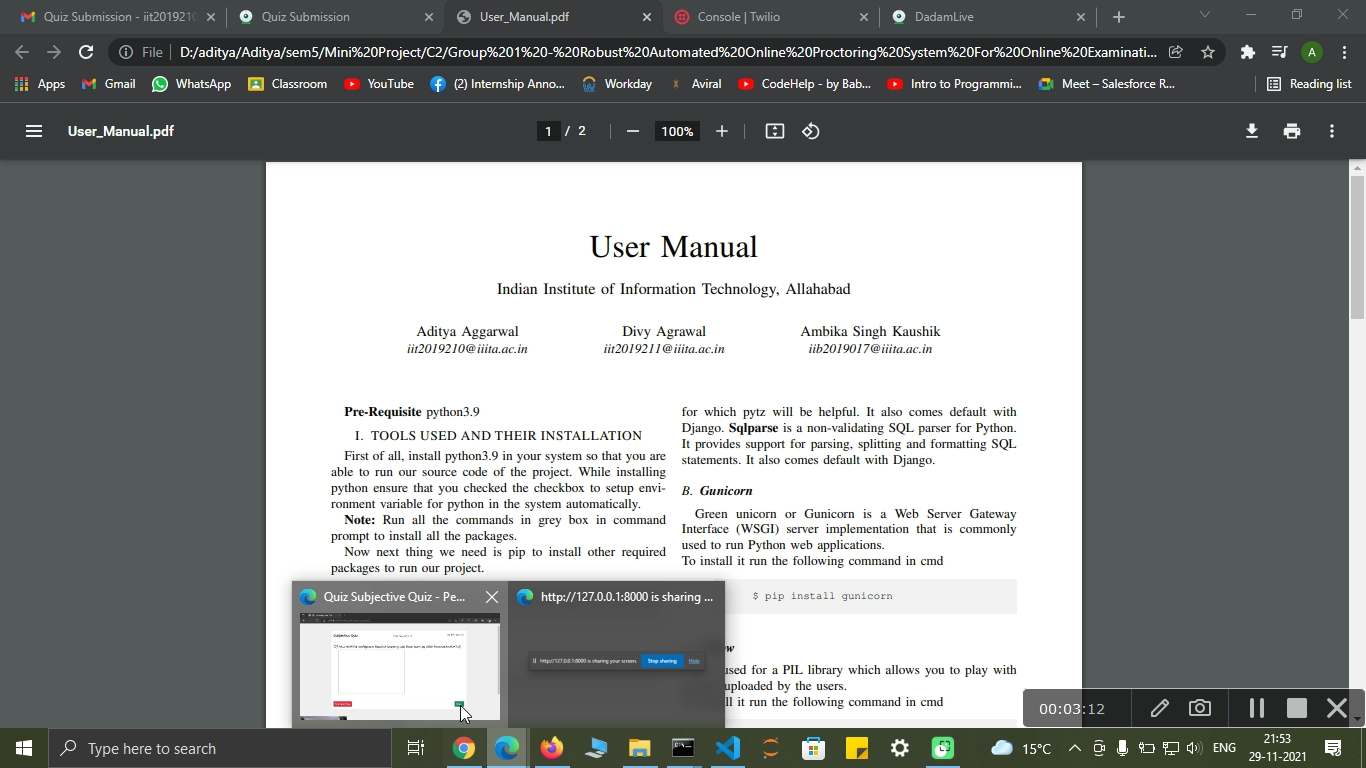 Quiz Submission - iit2019210
Quiz Submission
User_Manual.pdf
Console | Twilio
DadamLive
File
D:/aditya/Aditya/sem5/Mini%20Project/C2/Group%201%20-%20Robust%20Automated%20Online%20Proctoring%20System%20For%20Online%20Examinati...
A
Apps
Gmail
WhatsApp
Classroom
YouTube
(2) Internship Anno...
Workday
Aviral
CodeHelp - by Bab...
Intro to Programmi...
Meet – Salesforce R...
Reading list
User_Manual.pdf
1 / 2
100%
User Manual
Indian Institute of Information Technology, Allahabad
Aditya Aggarwal
iit2019210@iiita.ac.in
Divy Agrawal
iit2019211@iiita.ac.in
Ambika Singh Kaushik
iib2019017@iiita.ac.in
Pre-Requisite python3.9
I. TOOLS USED AND THEIR INSTALLATION
First of all, install python3.9 in your system so that you are
able to run our source code of the project. While installing
python ensure that you checked the checkbox to setup envi-
ronment variable for python in the system automatically.
Note: Run all the commands in grey box in command
prompt to install all the packages.
Now next thing we need is pip to install other required
packages to run our project.
for which pytz will be helpful. It also comes default with
Django. Sqlparse is a non-validating SQL parser for Python.
It provides support for parsing, splitting and formatting SQL
statements. It also comes default with Django.
B. Gunicorn
Green unicorn or Gunicorn is a Web Server Gateway
Interface (WSGI) server implementation that is commonly
used to run Python web applications.
To install it run the following command in cmd
$ pip install gunicorn
used for a PIL library which allows you to play with
uploaded by the users.
ll it run the following command in cmd
Quiz Subjective Quiz - Pe...
http://127.0.0.1:8000 is sharing ...
Subjective Quiz
http://127.0.0.1:8000 is sharing your screen.
Stop sharing
Hide
00:03:12
Type here to search
15°C
ENG
21:53
29-11-2021